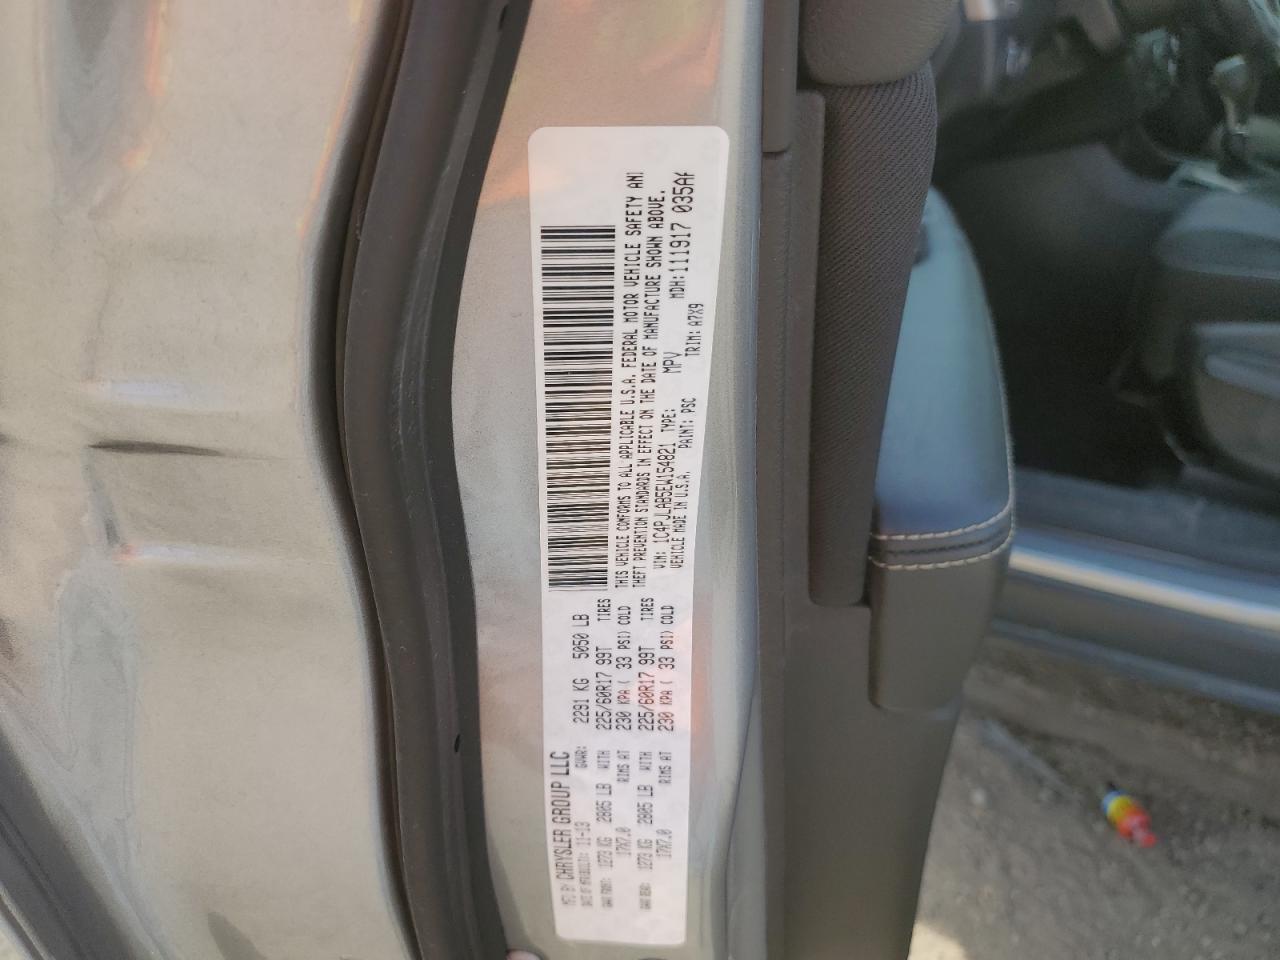 MFD BY CHRYSLER GROUP LLC
DATE OF MFR: 11-13 GVWR: 2291 KG 5050 LB
GAWR FRONT: 1273 KG 2805 LB WITH 225/60R17 99T TIRES
17X7.0 RIMS AT 230 KPA ( 33 PSI) COLD
GAWR REAR: 1273 KG 2805 LB WITH 225/60R17 99T TIRES
17X7.0 RIMS AT 230 KPA ( 33 PSI) COLD
THIS VEHICLE CONFORMS TO ALL APPLICABLE U.S.A. FEDERAL MOTOR VEHICLE SAFETY AN
THEFT PREVENTION STANDARDS IN EFFECT ON THE DATE OF MANUFACTURE SHOWN ABOVE.
VIN: 1C4PJLAB5EW154821 TYPE: MPV MDH:111917 035A
VEHICLE MADE IN U.S.A. PAINT: PSC TRIM: A7X9